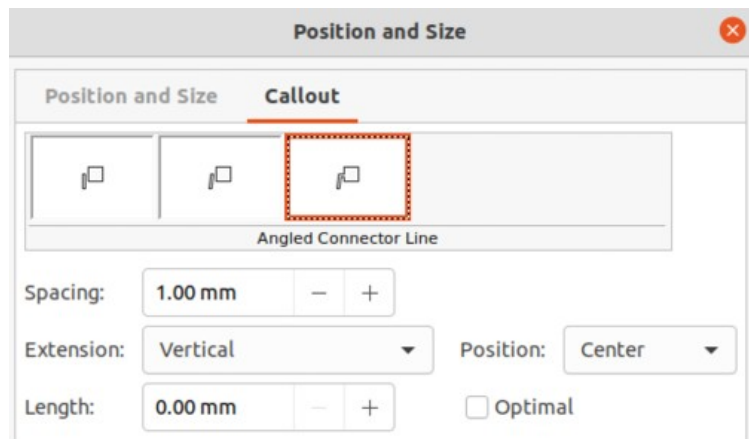 Position and Size
Position and Size Callout
Angled Connector Line
Spacing: 1.00 mm − +
Extension: Vertical Position: Center
Length: 0.00 mm − + Optimal